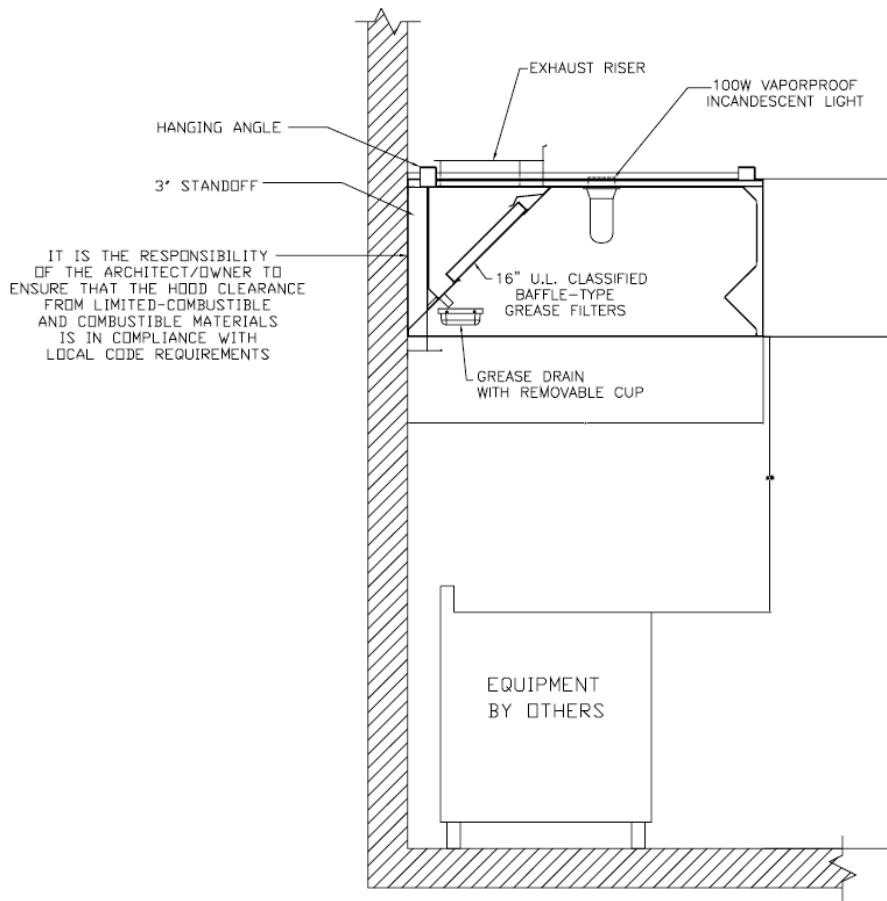 EXHAUST RISER
100W VAPORPROOF
INCANDESCENT LIGHT
HANGING ANGLE
3" STANDOFF
IT IS THE RESPONSIBILITY
OF THE ARCHITECT/OWNER TO
ENSURE THAT THE HOOD CLEARANCE
FROM LIMITED-COMBUSTIBLE
AND COMBUSTIBLE MATERIALS
IS IN COMPLIANCE WITH
LOCAL CODE REQUIREMENTS
16" U.L. CLASSIFIED
BAFFLE-TYPE
GREASE FILTERS
GREASE DRAIN
WITH REMOVABLE CUP
EQUIPMENT
BY OTHERS